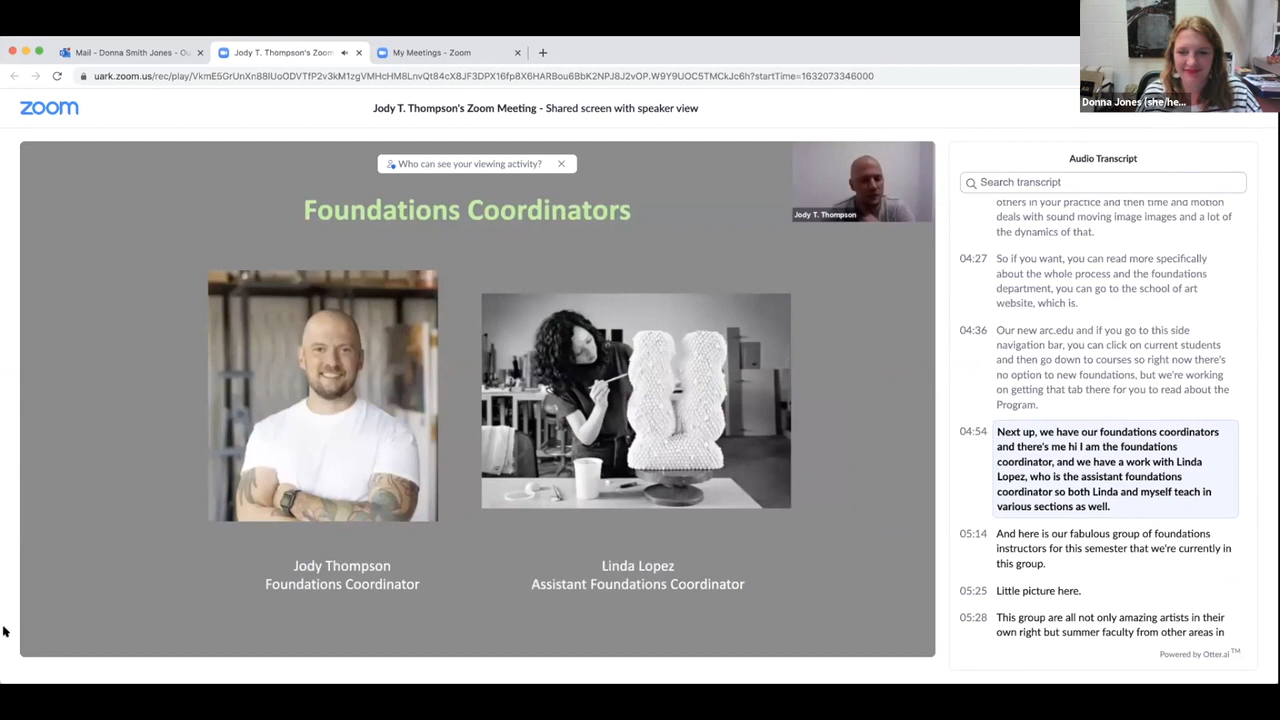 Mail - Donna Smith Jones - Ou
Jody T. Thompson's Zoom
My Meetings - Zoom
uark.zoom.us/rec/play/VkmE5GrUnXn88IUoODVTfP2v3kM1zgVMHcHM8LnvQt84cX8JF3DPX16fp8X6HARBou6BbK2NPJ8J2vOP.W9Y9UOC5TMCkJc6h?startTime=1632073346000
Donna Jones (she/he...
zoom
Jody T. Thompson's Zoom Meeting - Shared screen with speaker view
Who can see your viewing activity?
Foundations Coordinators
Jody T. Thompson
Jody Thompson
Foundations Coordinator
Linda Lopez
Assistant Foundations Coordinator
Audio Transcript
Search transcript
others in your practice and then time and motion
deals with sound moving image images and a lot of
the dynamics of that.
04:27 So if you want, you can read more specifically
about the whole process and the foundations
department, you can go to the school of art
website, which is.
04:36 Our new arc.edu and if you go to this side
navigation bar, you can click on current students
and then go down to courses so right now there's
no option to new foundations, but we're working
on getting that tab there for you to read about the
Program.
04:54 Next up, we have our foundations coordinators
and there's me hi I am the foundations
coordinator, and we have a work with Linda
Lopez, who is the assistant foundations
coordinator so both Linda and myself teach in
various sections as well.
05:14 And here is our fabulous group of foundations
instructors for this semester that we're currently in
this group.
05:25 Little picture here.
05:28 This group are all not only amazing artists in their
own right but summer faculty from other areas in
Powered by Otter.ai TM